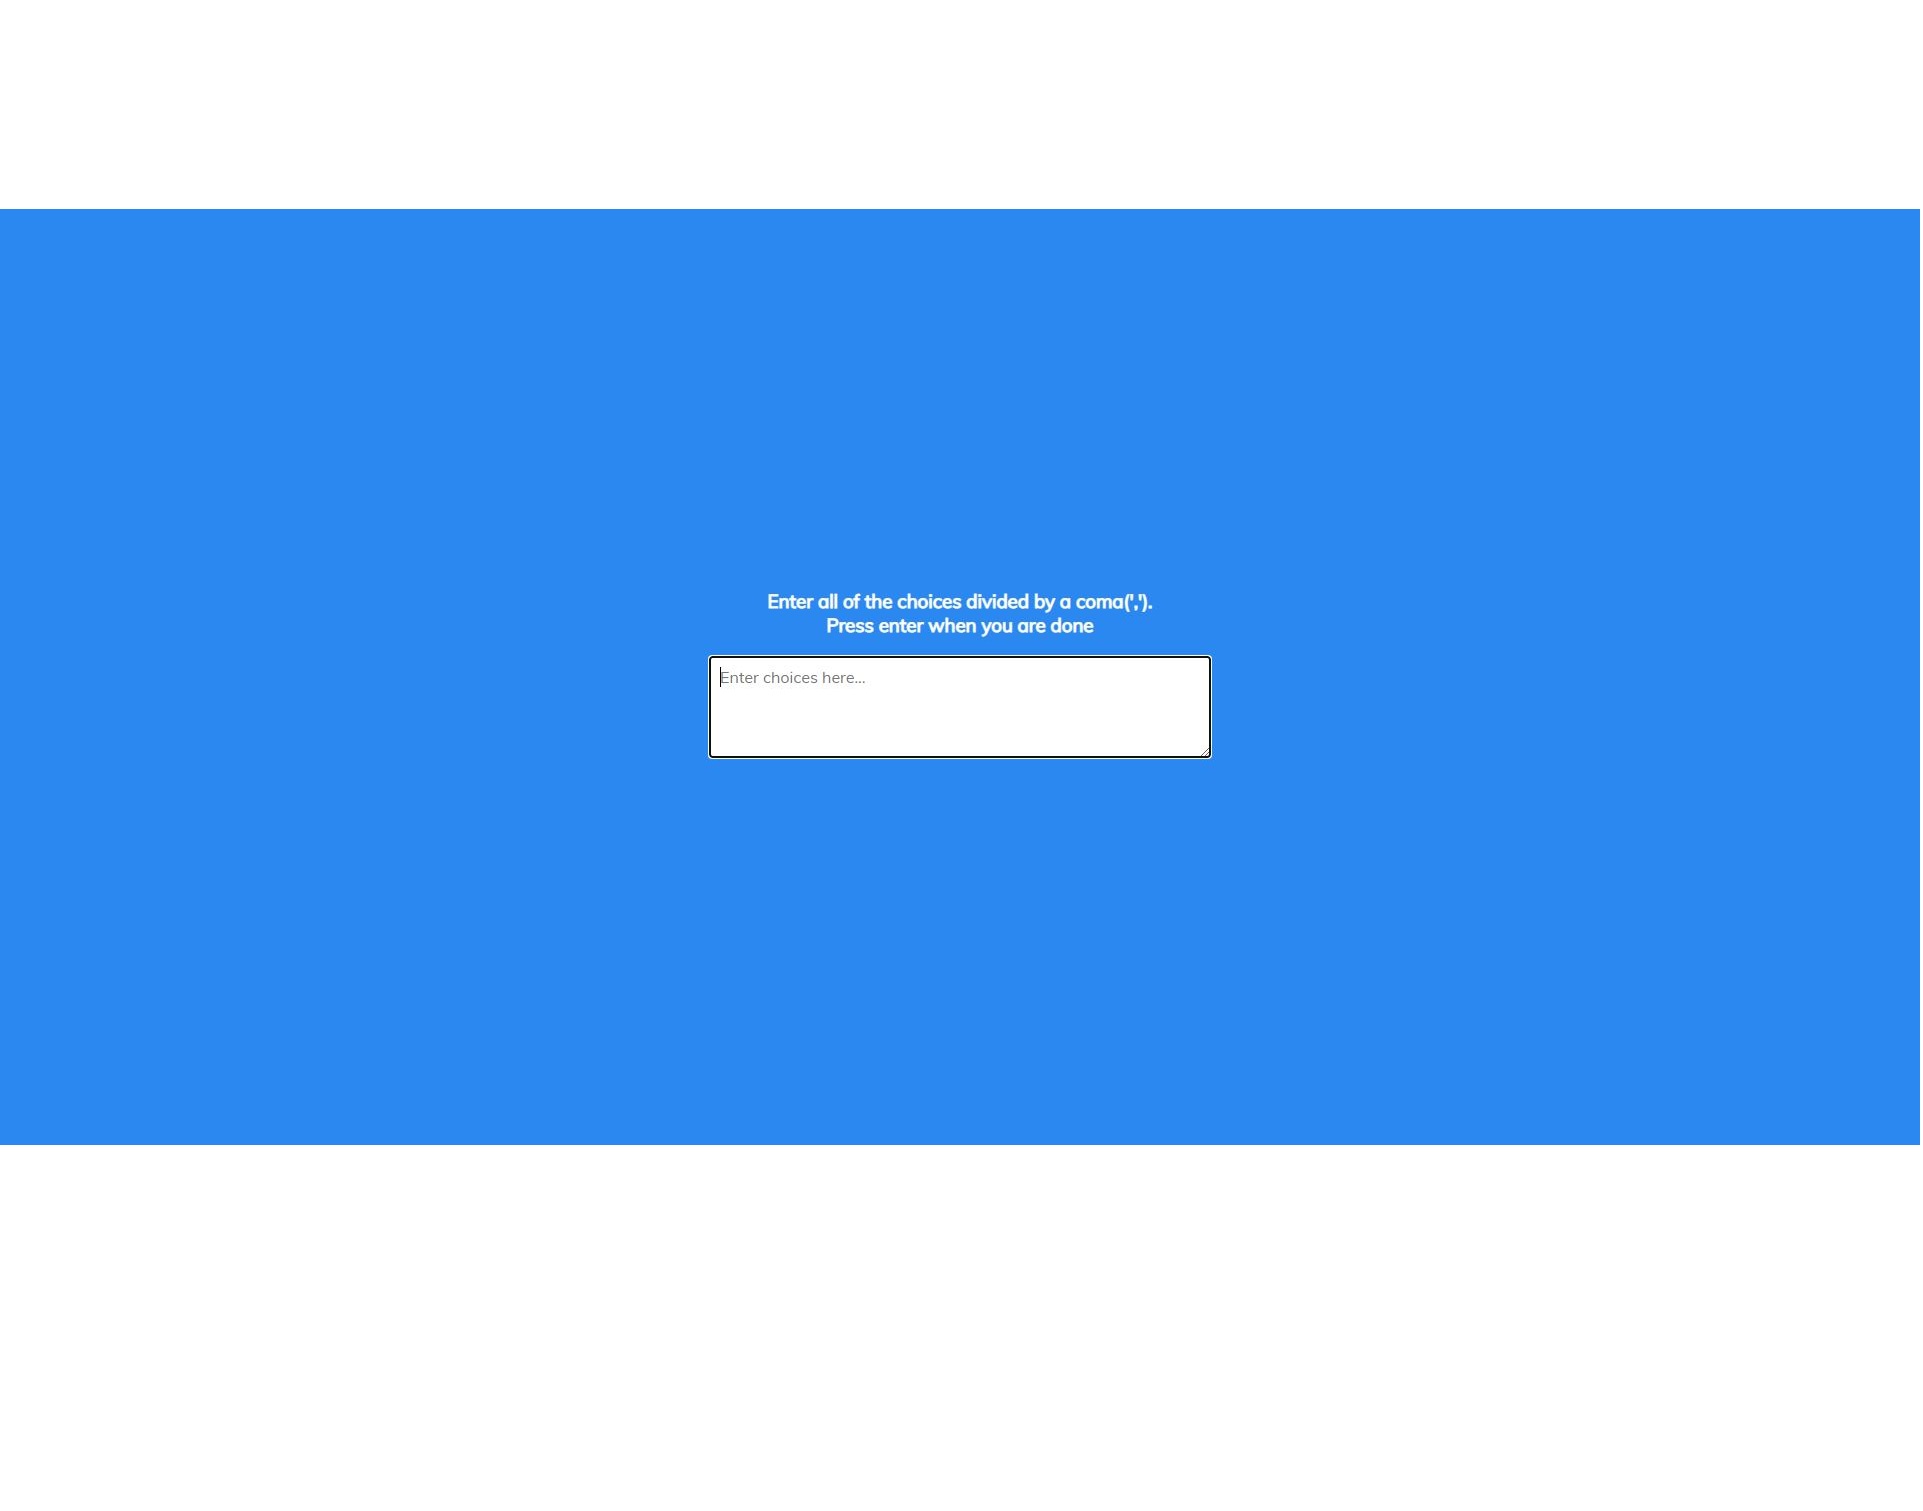 Enter all of the choices divided by a coma(',').
Press enter when you are done
Enter choices here...